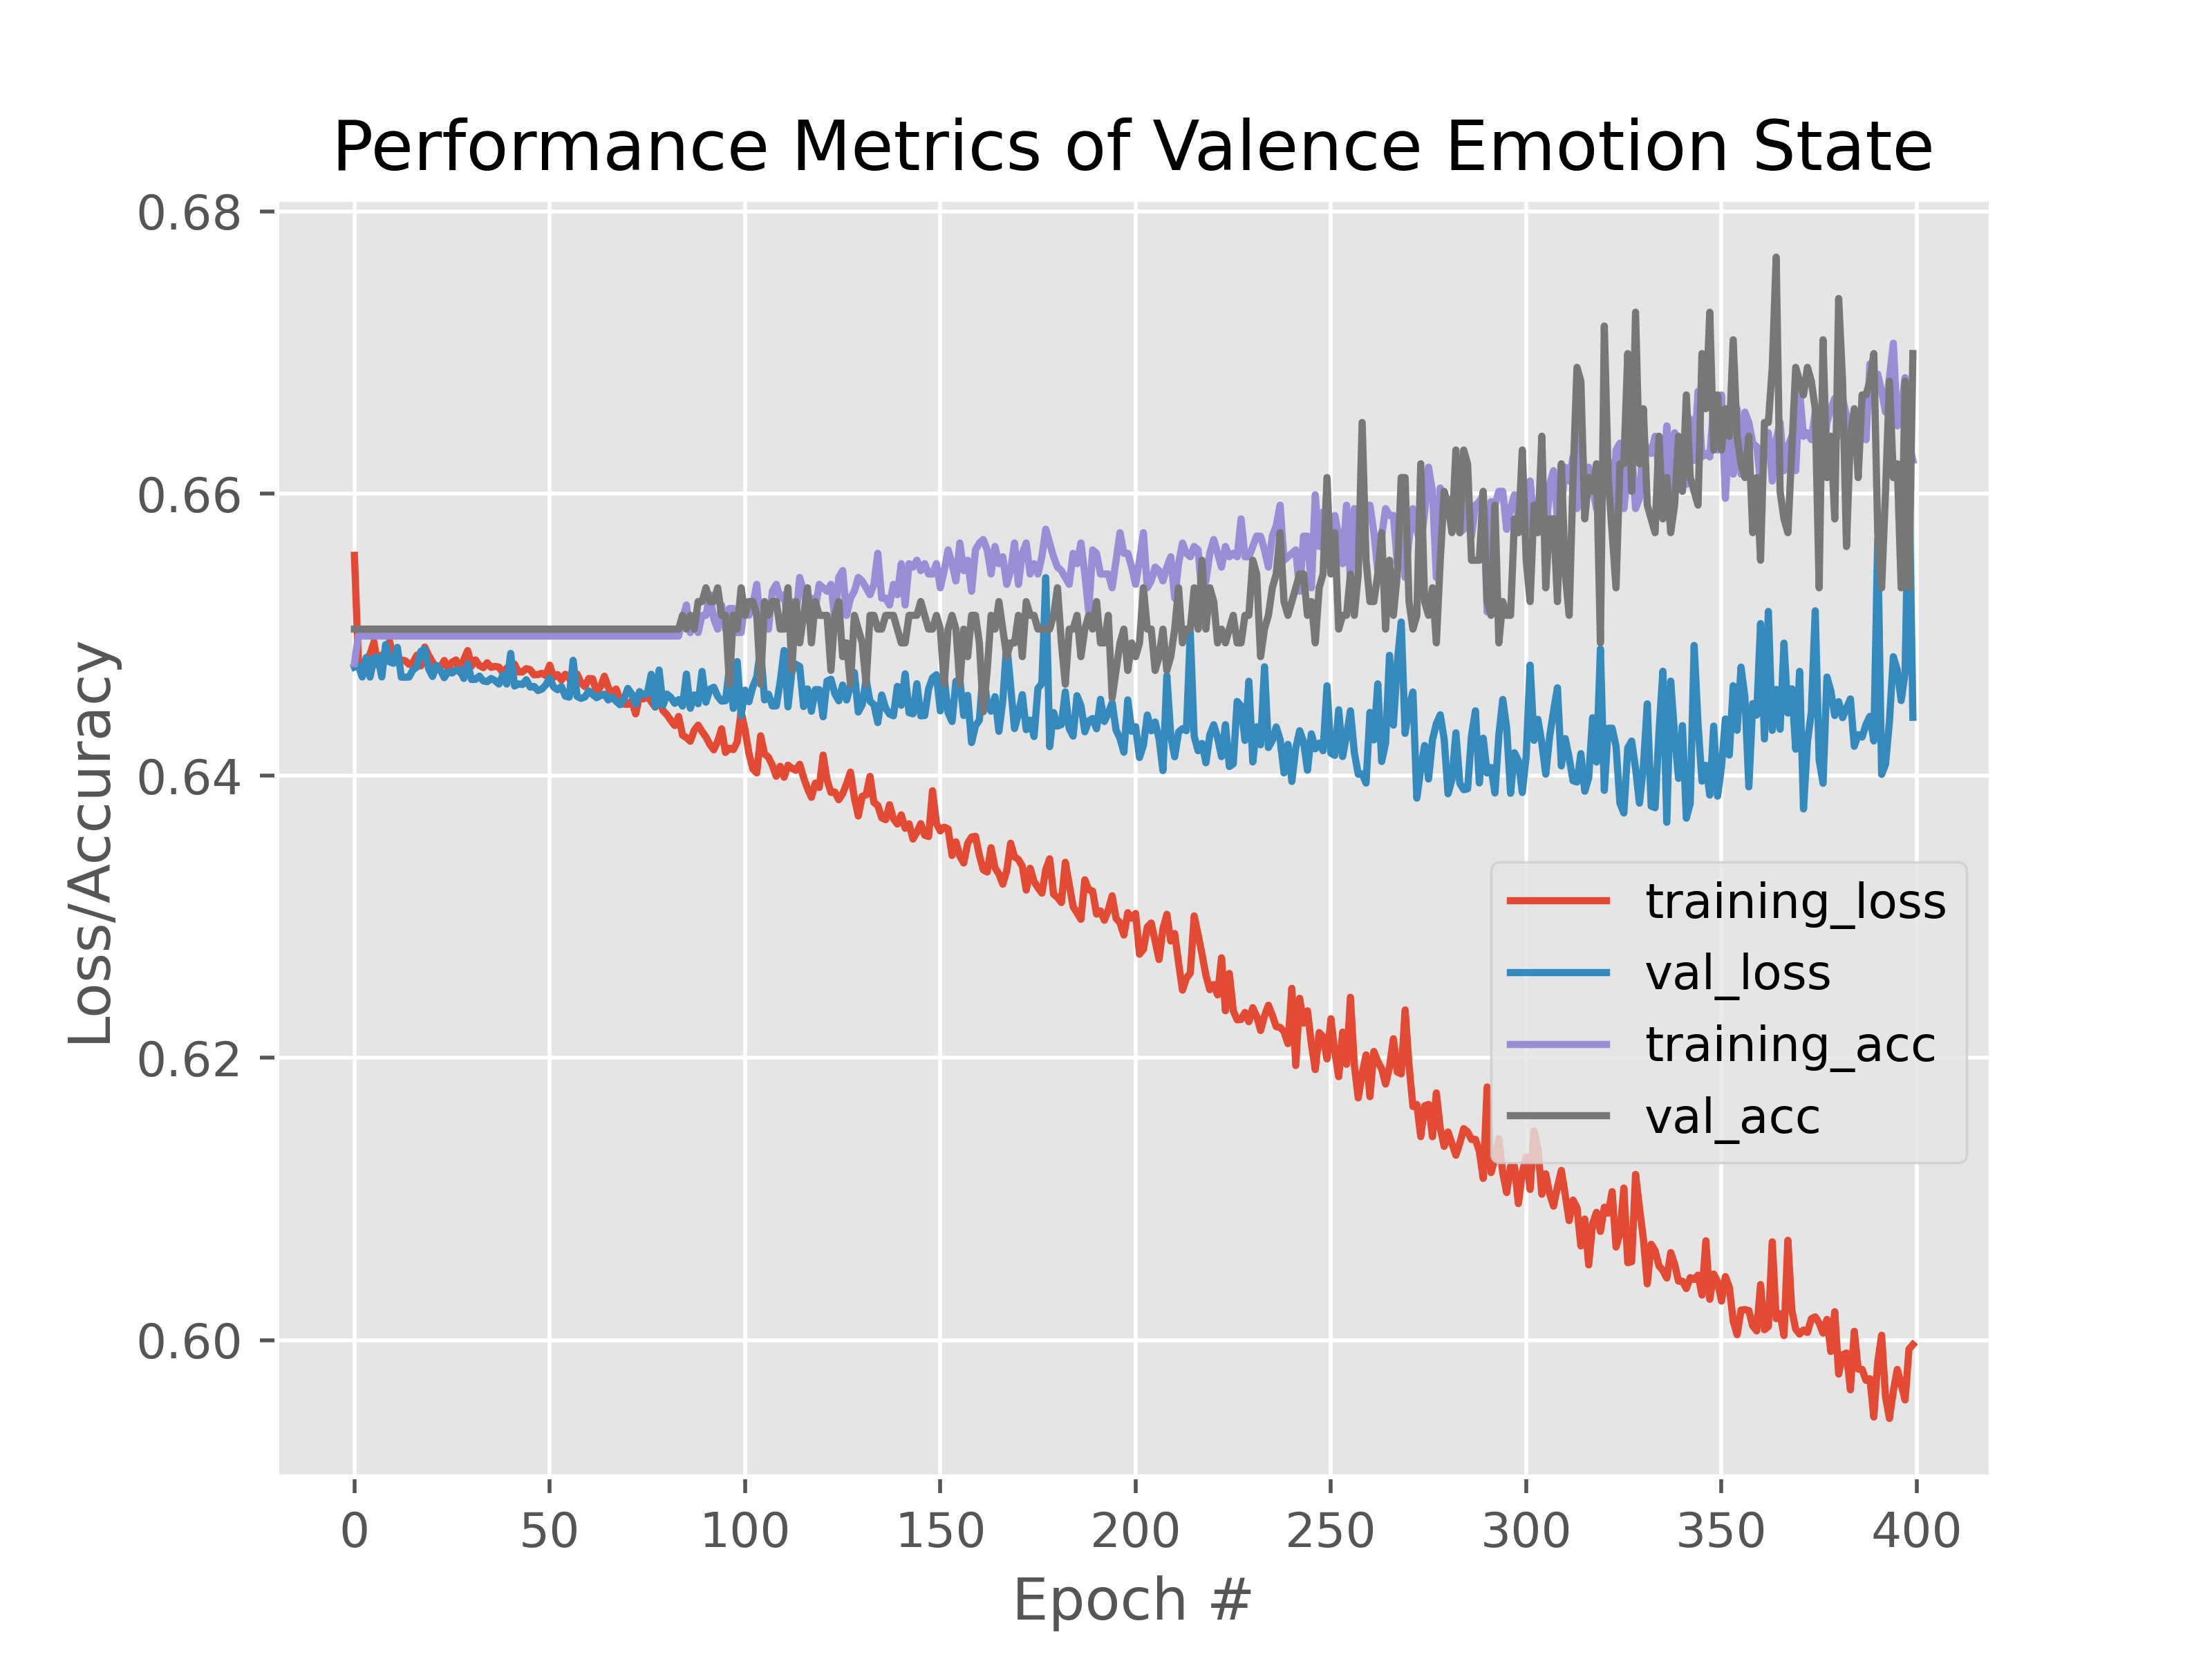 Performance Metrics of Valence Emotion State
Loss/Accuracy
0.68
0.66
0.64
0.62
0.60
training_loss
val_loss
training_acc
val_acc
0 50 100 150 200 250 300 350 400
Epoch #